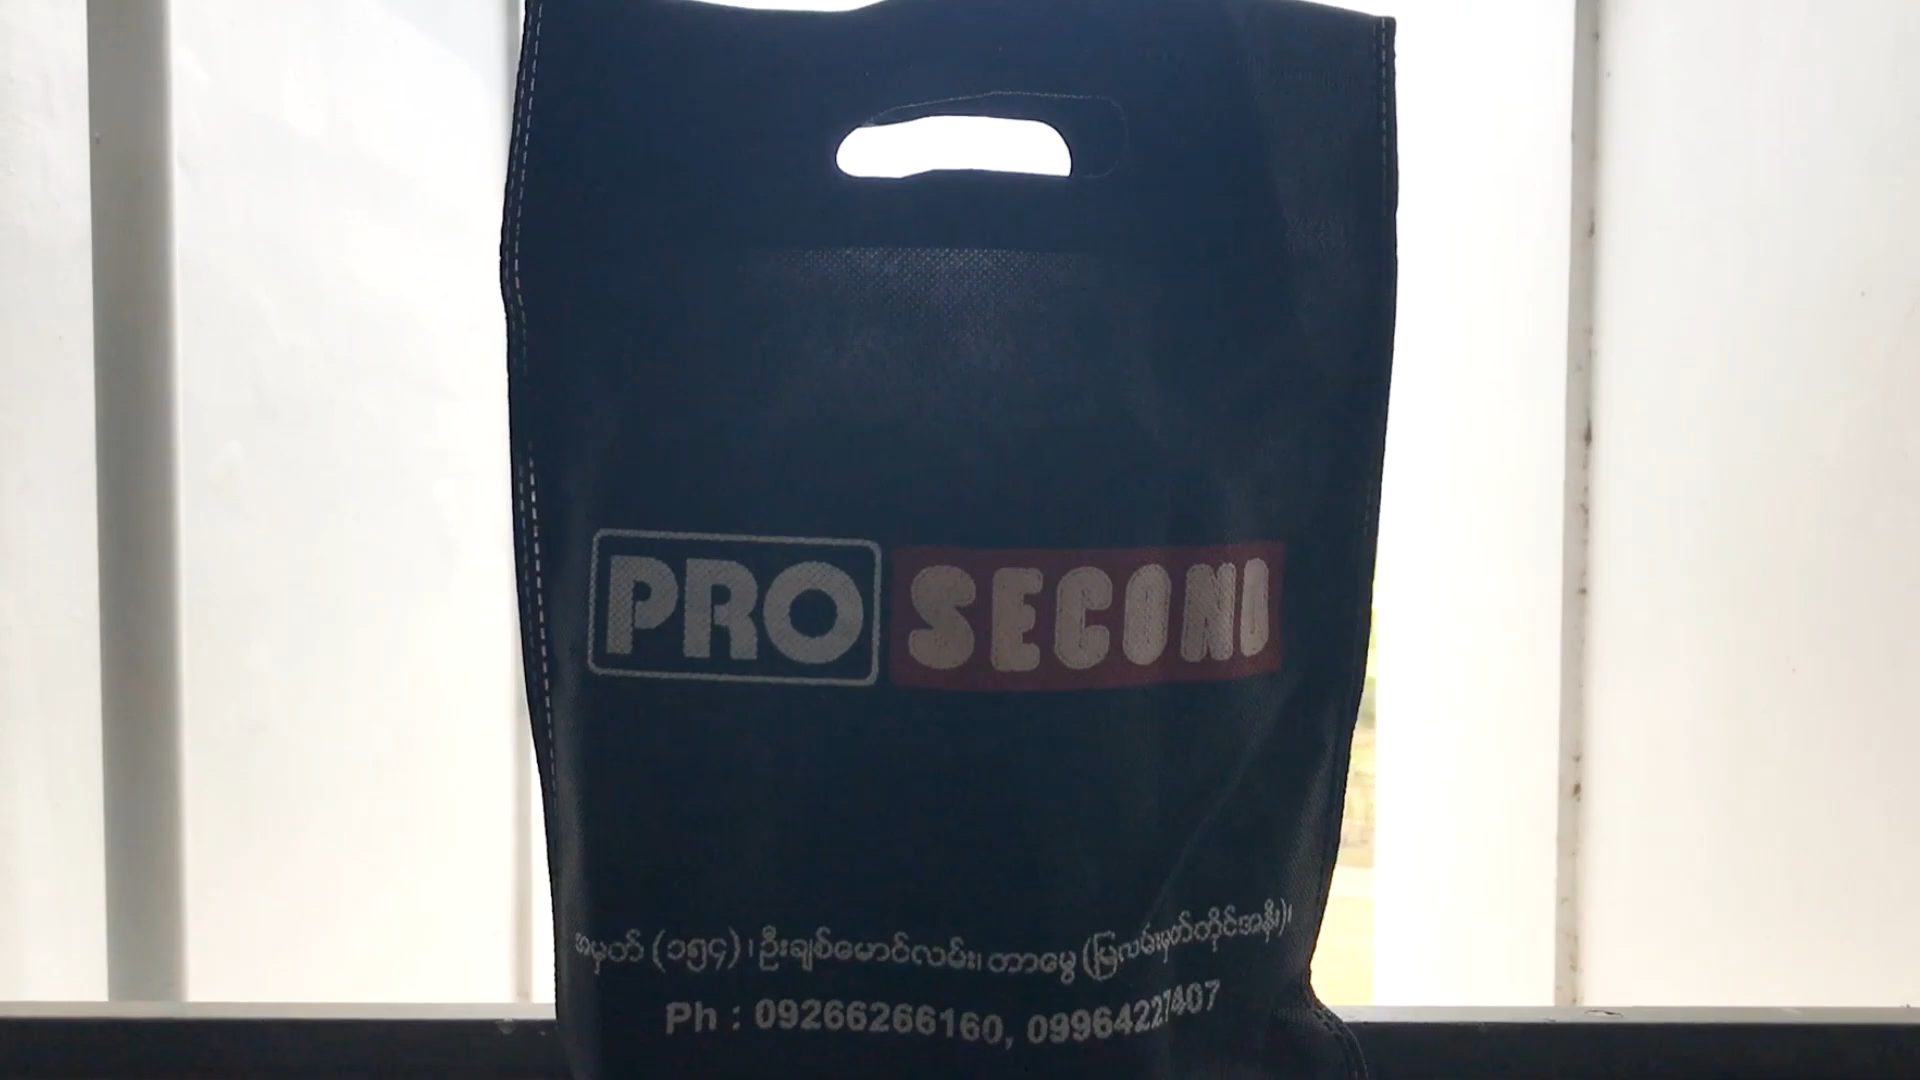 PRO SECOND
အမှတ် (၁၅၄)၊ ဦးချစ်မောင်လမ်း၊ တာမွေ (မြလမ်းမှတ်တိုင်အနီး)၊
Ph : 09266266160, 09964227407